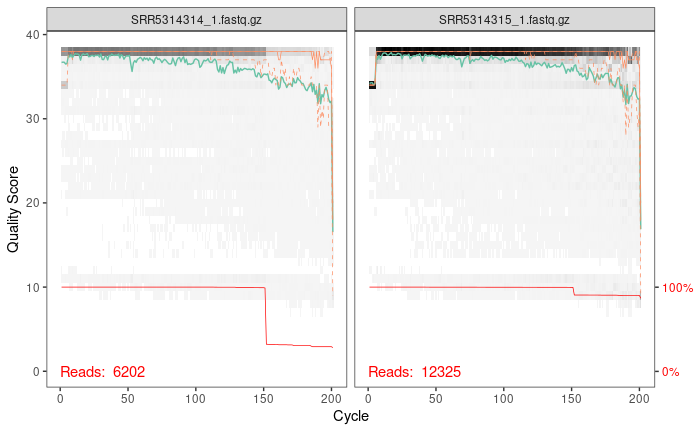 SRR5314314_1.fastq.gz
SRR5314315_1.fastq.gz
Quality Score
40
30
20
10
0
100%
0%
Reads: 6202
Reads: 12325
0 50 100 150 200
0 50 100 150 200
Cycle